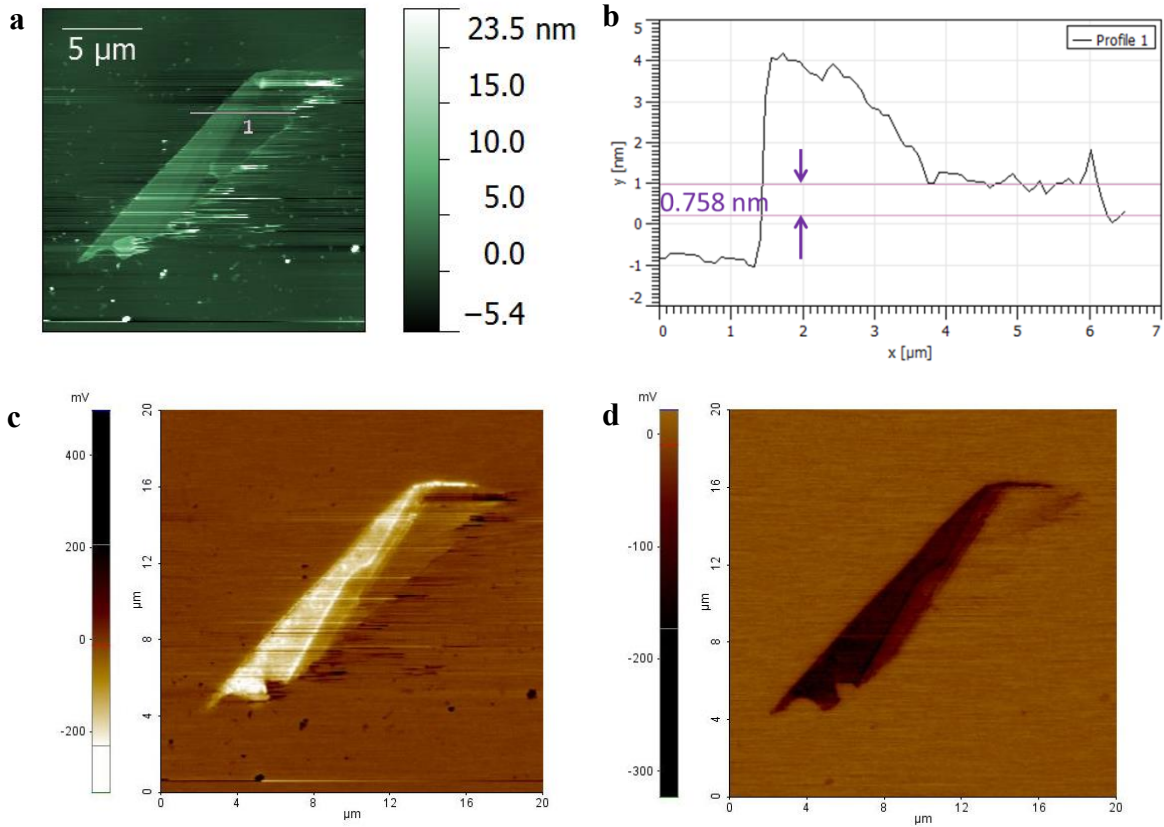 a
5 µm
1
23.5 nm
15.0
10.0
5.0
0.0
−5.4
b
Profile 1
y [nm]
5
4
3
2
1
0
-1
-2
0.758 nm
0 1 2 3 4 5 6 7
x [µm]
c
mV
400
200
0
-200
µm
20
16
12
8
4
0
0 4 8 12 16 20
µm
d
mV
0
-100
-200
-300
µm
20
16
12
8
4
0
0 4 8 12 16 20
µm